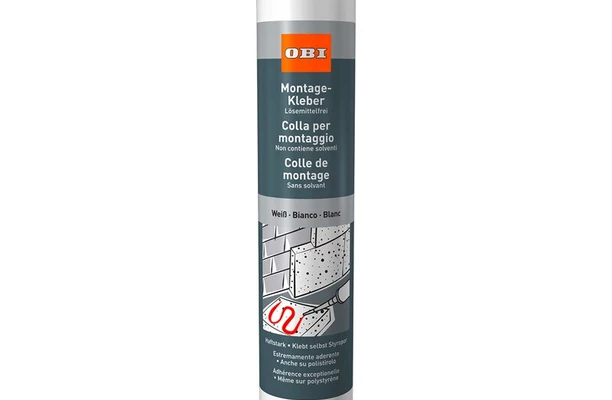 OBI
Montage-
Kleber
Lösemittelfrei
Colla per
montaggio
Non contiene solventi
Colle de
montage
Sans solvant
Weiß · Bianco · Blanc
Haftstark • Klebt selbst Styropor
Estremamente aderente
• Anche su polistirolo
Adhérence exceptionelle
• Même sur polystyrène